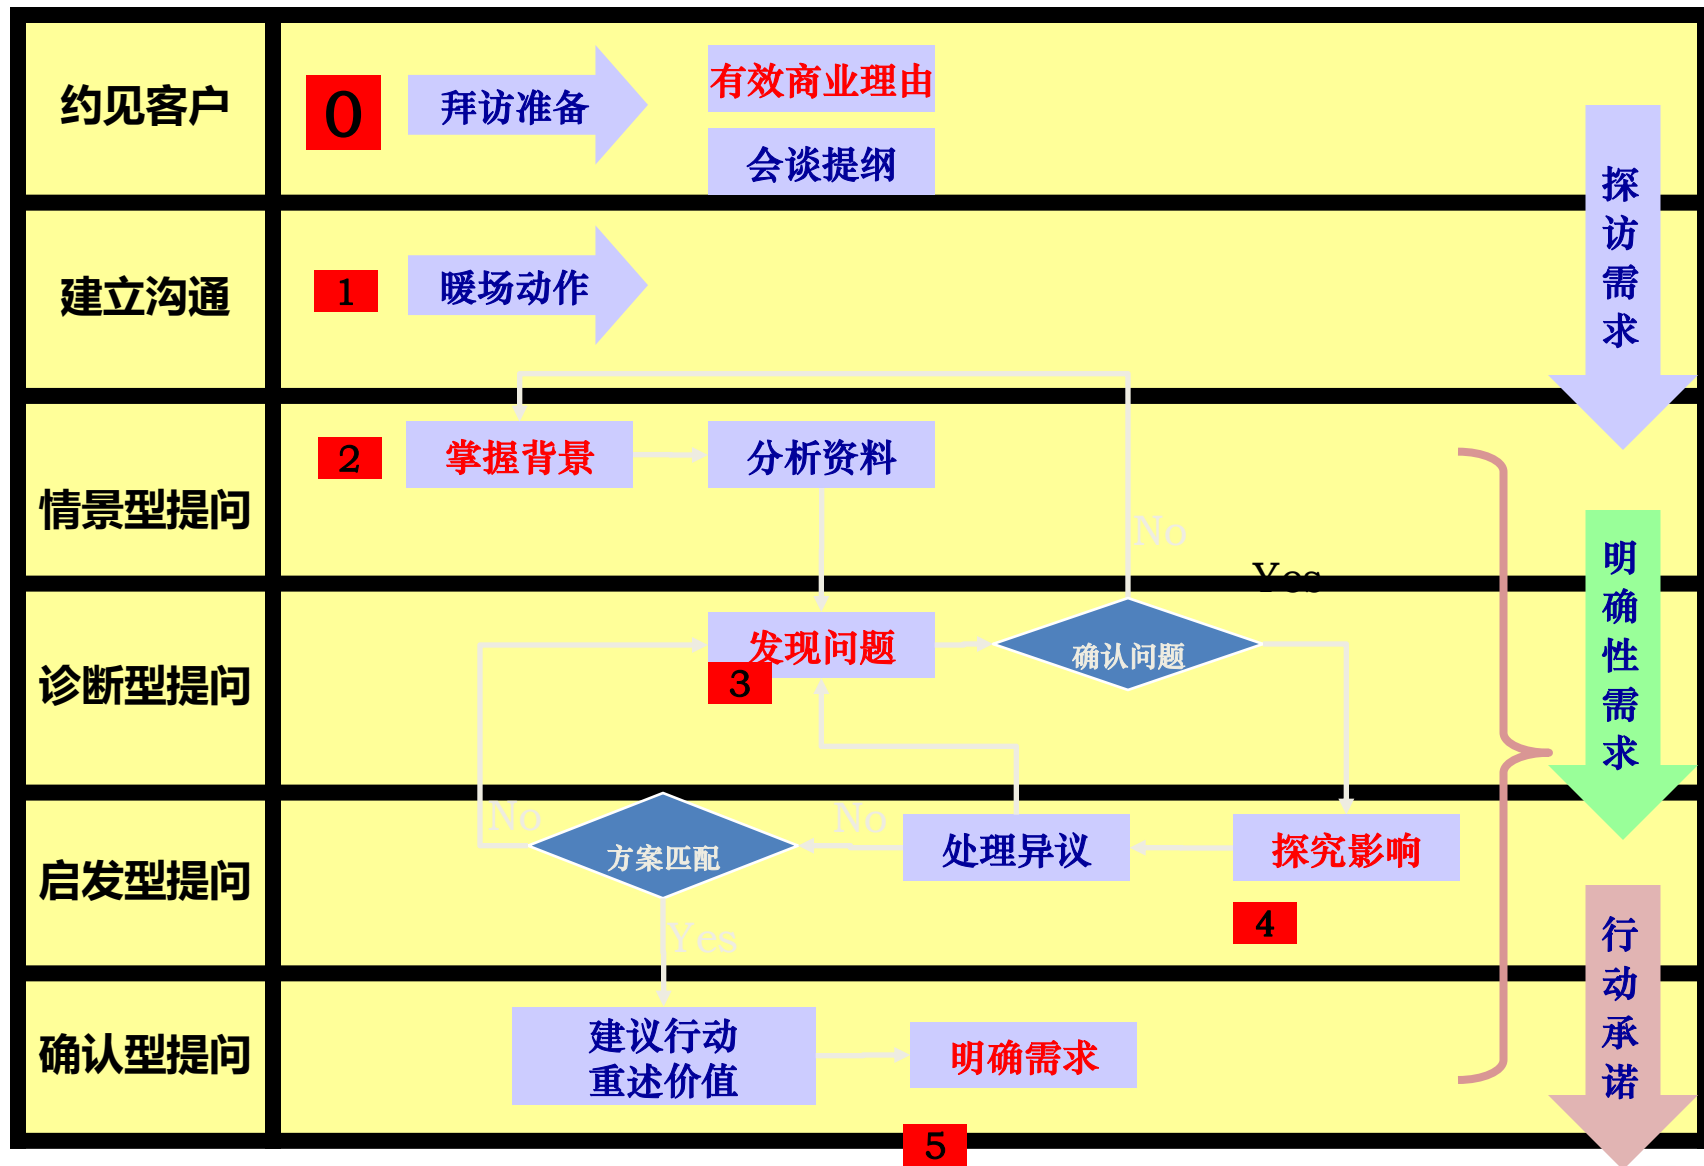 约见客户
0
拜访准备
有效商业理由
会谈提纲
建立沟通
1
暖场动作
探访需求
情景型提问
2
掌握背景
分析资料
No
Yes
诊断型提问
发现问题
3
确认问题
明确性需求
启发型提问
No
方案匹配
No
处理异议
探究影响
4
Yes
行动承诺
确认型提问
建议行动
重述价值
明确需求
5